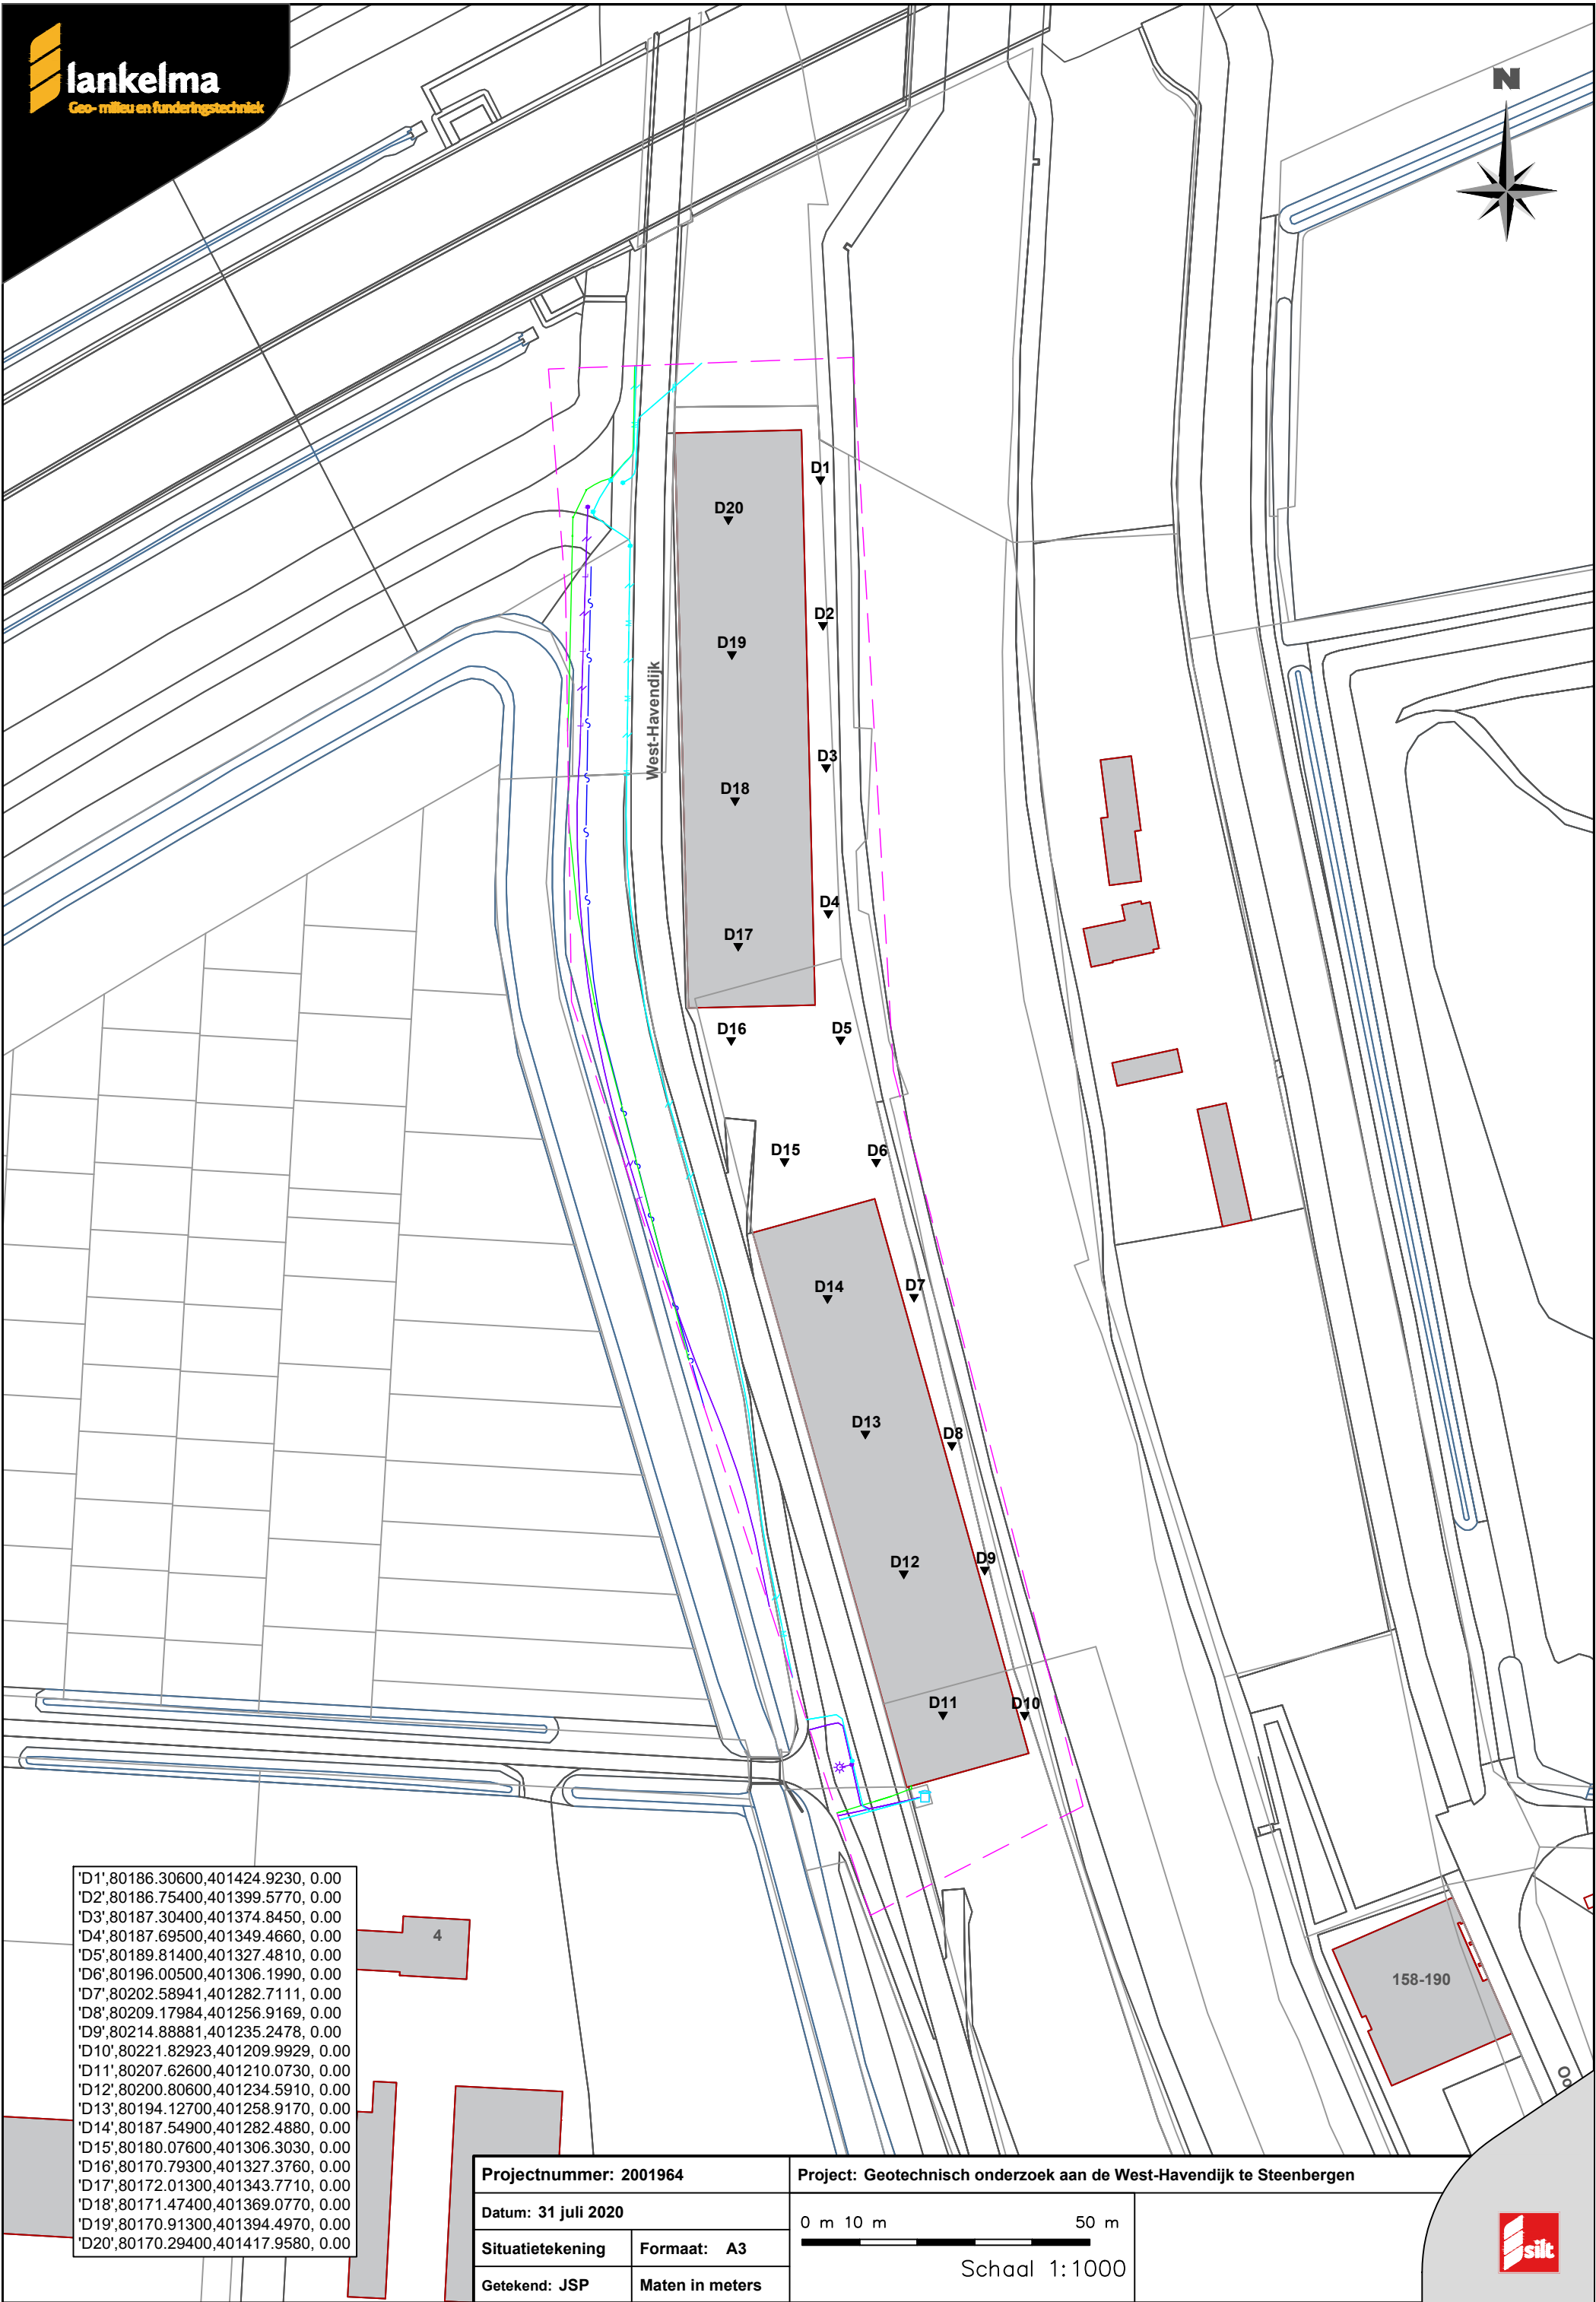 lankelma
Geo- milieu en funderingstechniek
N
D1
D20
D2
D19
West-Havendijk
D3
D18
D4
D17
D16
D5
D15
D6
D14
D7
D13
D8
D12
D9
D11
D10
'D1',80186.30600,401424.9230, 0.00
'D2',80186.75400,401399.5770, 0.00
'D3',80187.30400,401374.8450, 0.00
'D4',80187.69500,401349.4660, 0.00
'D5',80189.81400,401327.4810, 0.00
'D6',80196.00500,401306.1990, 0.00
'D7',80202.58941,401282.7111, 0.00
'D8',80209.17984,401256.9169, 0.00
'D9',80214.88881,401235.2478, 0.00
'D10',80221.82923,401209.9929, 0.00
'D11',80207.62600,401210.0730, 0.00
'D12',80200.80600,401234.5910, 0.00
'D13',80194.12700,401258.9170, 0.00
'D14',80187.54900,401282.4880, 0.00
'D15',80180.07600,401306.3030, 0.00
'D16',80170.79300,401327.3760, 0.00
'D17',80172.01300,401343.7710, 0.00
'D18',80171.47400,401369.0770, 0.00
'D19',80170.91300,401394.4970, 0.00
'D20',80170.29400,401417.9580, 0.00
4
158-190
Oo
Projectnummer: 2001964
Project: Geotechnisch onderzoek aan de West-Havendijk te Steenbergen
Datum: 31 juli 2020
Situatietekening
Formaat: A3
Getekend: JSP
Maten in meters
0 m 10 m 50 m
Schaal 1:1000
silt